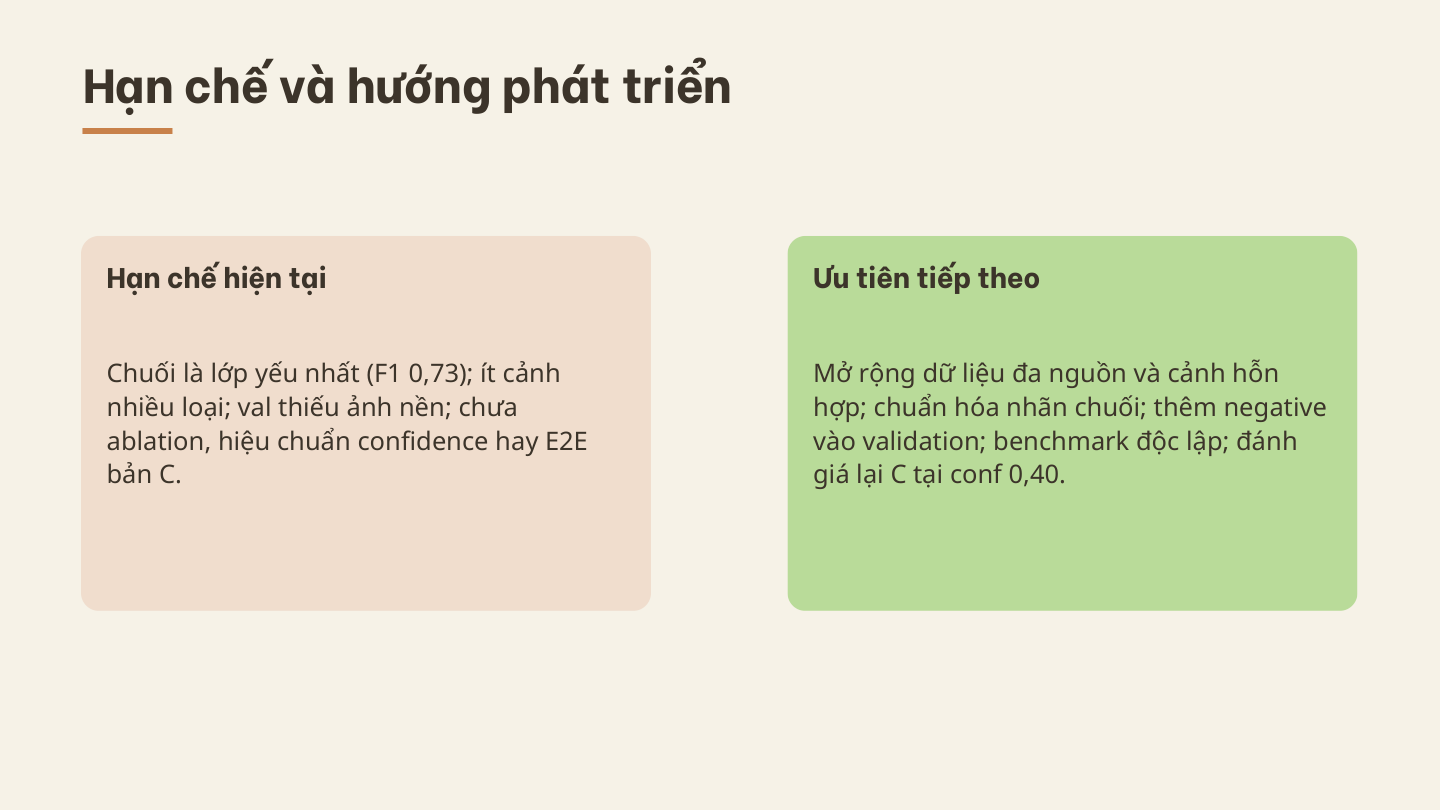 Hạn chế và hướng phát triển
Hạn chế hiện tại
Chuối là lớp yếu nhất (F1 0,73); ít cảnh
nhiều loại; val thiếu ảnh nền; chưa
ablation, hiệu chuẩn confidence hay E2E
bản C.
Ưu tiên tiếp theo
Mở rộng dữ liệu đa nguồn và cảnh hỗn
hợp; chuẩn hóa nhãn chuối; thêm negative
vào validation; benchmark độc lập; đánh
giá lại C tại conf 0,40.